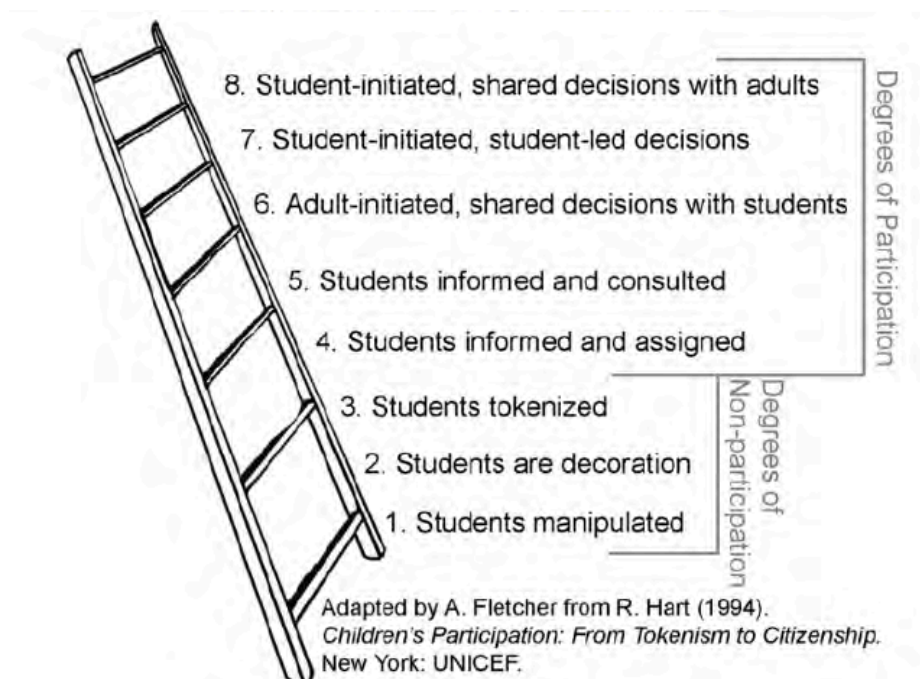 8. Student-initiated, shared decisions with adults
7. Student-initiated, student-led decisions
6. Adult-initiated, shared decisions with students
5. Students informed and consulted
4. Students informed and assigned
3. Students tokenized
2. Students are decoration
1. Students manipulated
Degrees of Participation
Degrees of
Non-participation
Adapted by A. Fletcher from R. Hart (1994).
Children's Participation: From Tokenism to Citizenship.
New York: UNICEF.